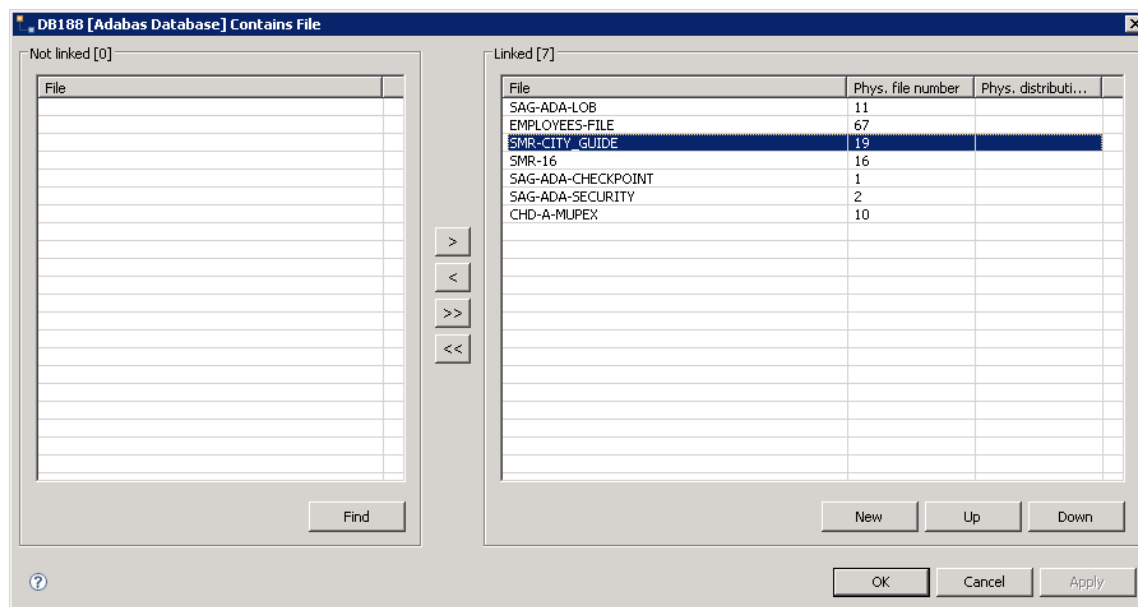 DB188 [Adabas Database] Contains File
Not linked [0]
File
>
<
>>
<<
Find
Linked [7]
File Phys. file number Phys. distributi...
SAG-ADA-LOB 11
EMPLOYEES-FILE 67
SMR-CITY_GUIDE 19
SMR-16 16
SAG-ADA-CHECKPOINT 1
SAG-ADA-SECURITY 2
CHD-A-MUPEX 10
New Up Down
? OK Cancel Apply